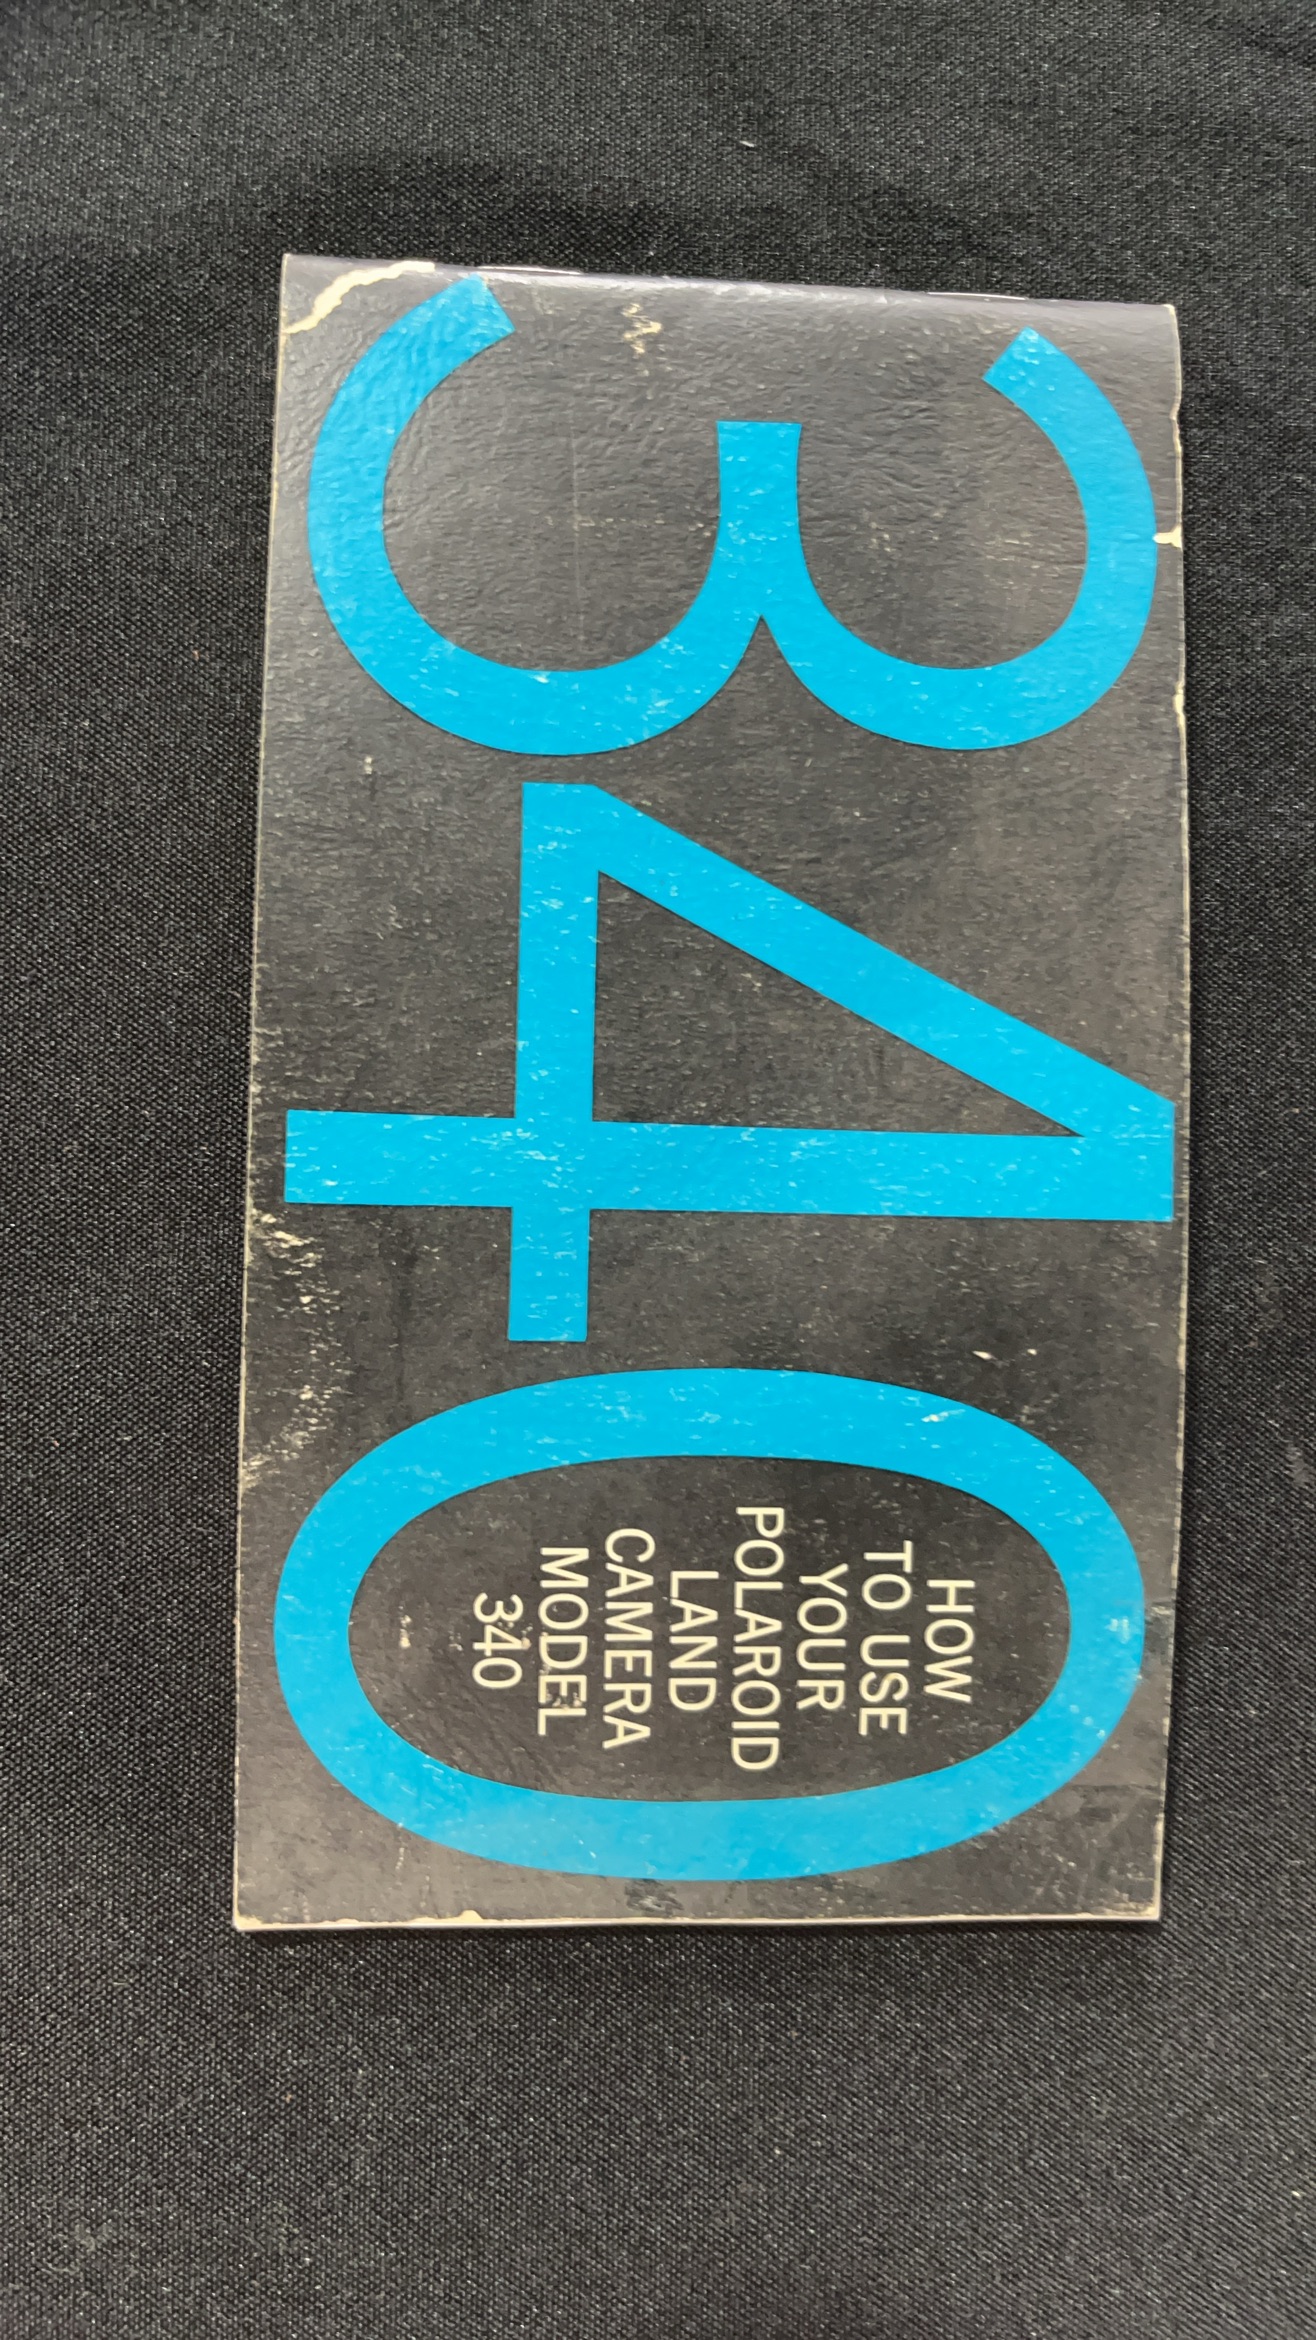 340
HOW
TO USE
YOUR
POLAROID
LAND
CAMERA
MODEL
340